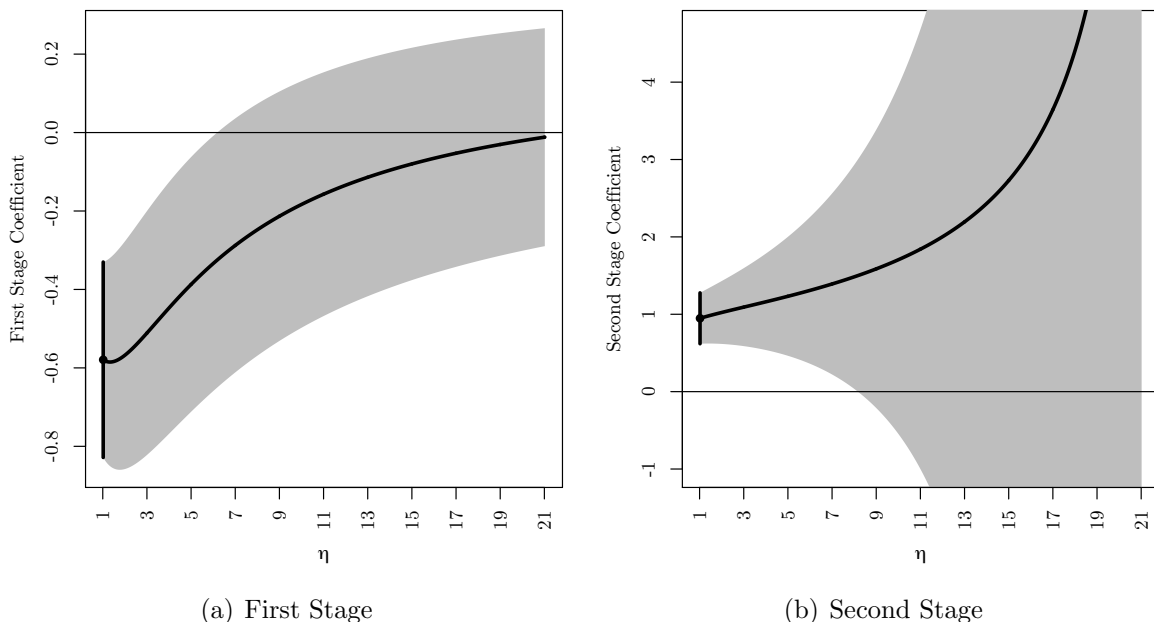 First Stage Coefficient
0.2
0.0
-0.2
-0.4
-0.6
-0.8
1 3 5 7 9 11 13 15 17 19 21
η
(a) First Stage
Second Stage Coefficient
4
3
2
1
0
-1
1 3 5 7 9 11 13 15 17 19 21
η
(b) Second Stage